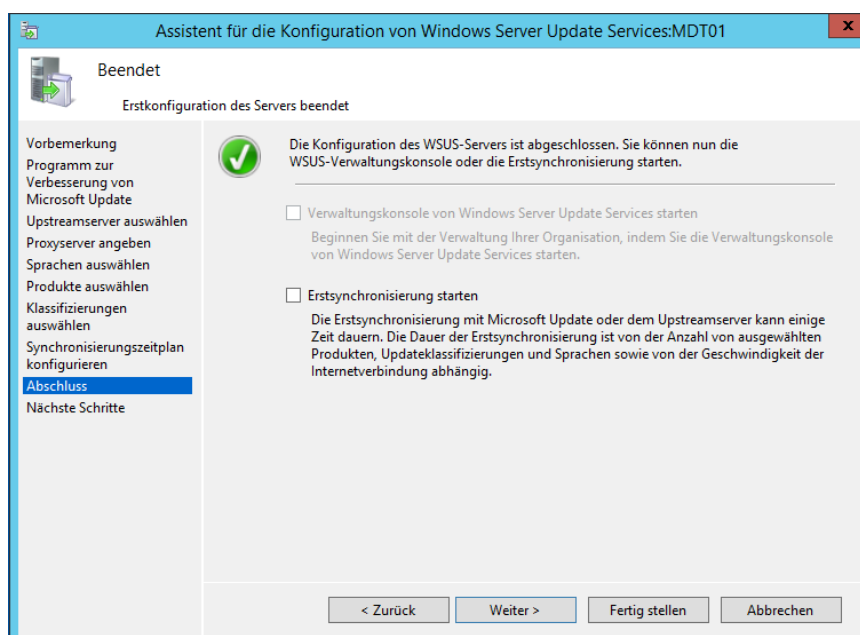 Assistent für die Konfiguration von Windows Server Update Services:MDT01
x
Beendet
Erstkonfiguration des Servers beendet
Vorbemerkung
Programm zur
Verbesserung von
Microsoft Update
Upstreamserver auswählen
Proxyserver angeben
Sprachen auswählen
Produkte auswählen
Klassifizierungen
auswählen
Synchronisierungszeitplan
konfigurieren
Abschluss
Nächste Schritte
Die Konfiguration des WSUS-Servers ist abgeschlossen. Sie können nun die
WSUS-Verwaltungskonsole oder die Erstsynchronisierung starten.
Verwaltungskonsole von Windows Server Update Services starten
Beginnen Sie mit der Verwaltung Ihrer Organisation, indem Sie die Verwaltungskonsole
von Windows Server Update Services starten.
Erstsynchronisierung starten
Die Erstsynchronisierung mit Microsoft Update oder dem Upstreamserver kann einige
Zeit dauern. Die Dauer der Erstsynchronisierung ist von der Anzahl von ausgewählten
Produkten, Updateklassifizierungen und Sprachen sowie von der Geschwindigkeit der
Internetverbindung abhängig.
< Zurück
Weiter >
Fertig stellen
Abbrechen